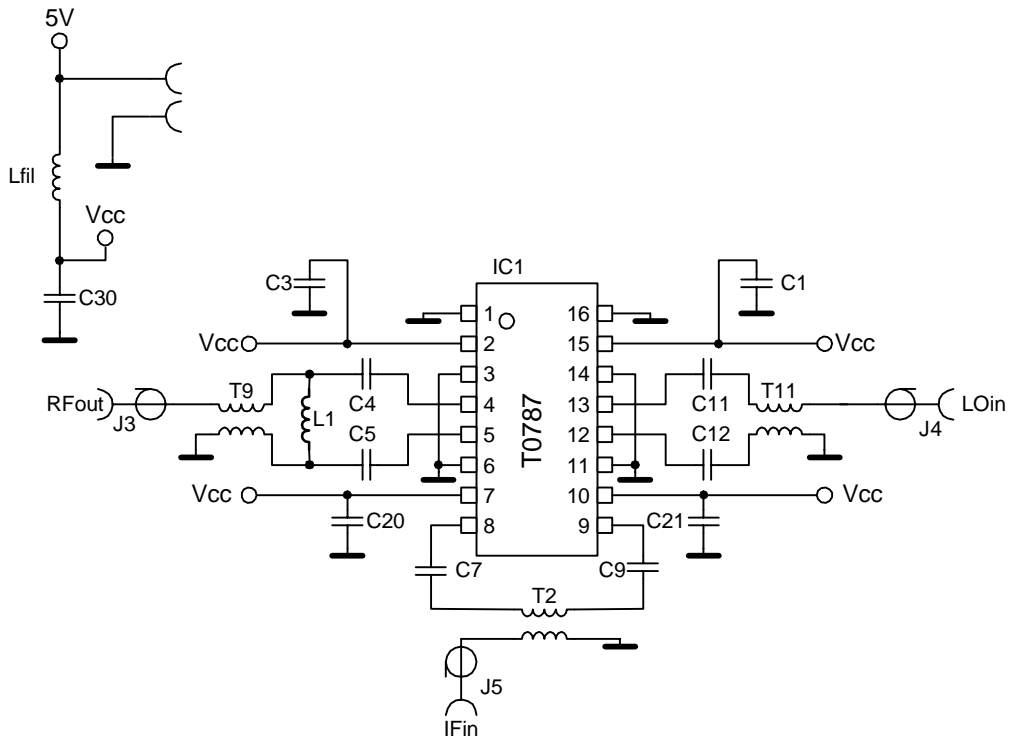 5V
Lfil
Vcc
C30
C3
IC1
C1
1
16
Vcc
2
15
Vcc
3
14
RFout
J3
T9
L1
C4
4
13
C11
T11
J4
LOin
C5
5
12
C12
6
11
T0787
Vcc
7
10
Vcc
C20
8
9
C21
C7
C9
T2
J5
IFin